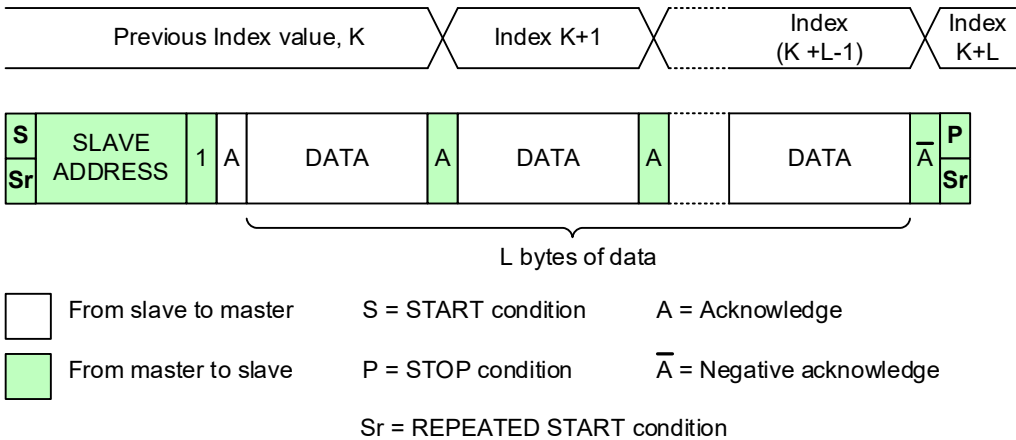 Previous Index value, K
Index K+1
Index
(K +L-1)
Index
K+L
S
Sr
SLAVE
ADDRESS
1
A
DATA
A
DATA
A
DATA
A̅
P
Sr
L bytes of data
From slave to master
S = START condition
A = Acknowledge
From master to slave
P = STOP condition
A̅ = Negative acknowledge
Sr = REPEATED START condition